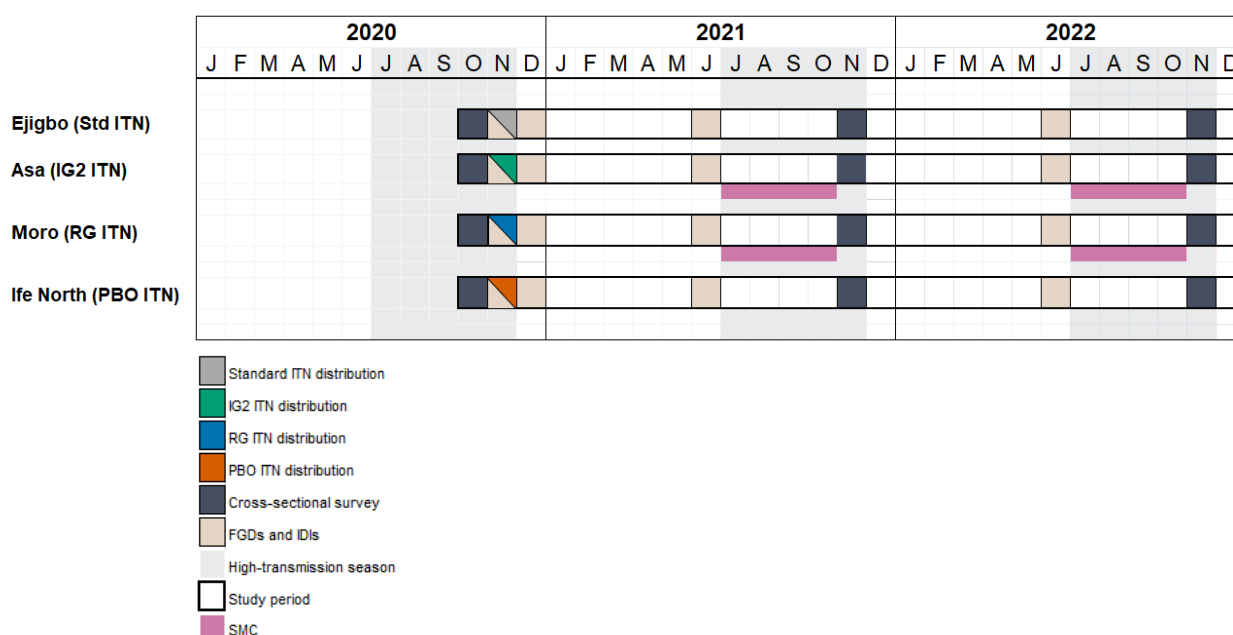 2020 2021 2022
J F M A M J J A S O N D J F M A M J J A S O N D J F M A M J J A S O N D
Ejigbo (Std ITN)
Asa (IG2 ITN)
Moro (RG ITN)
Ife North (PBO ITN)
Standard ITN distribution
IG2 ITN distribution
RG ITN distribution
PBO ITN distribution
Cross-sectional survey
FGDs and IDIs
High-transmission season
Study period
SMC